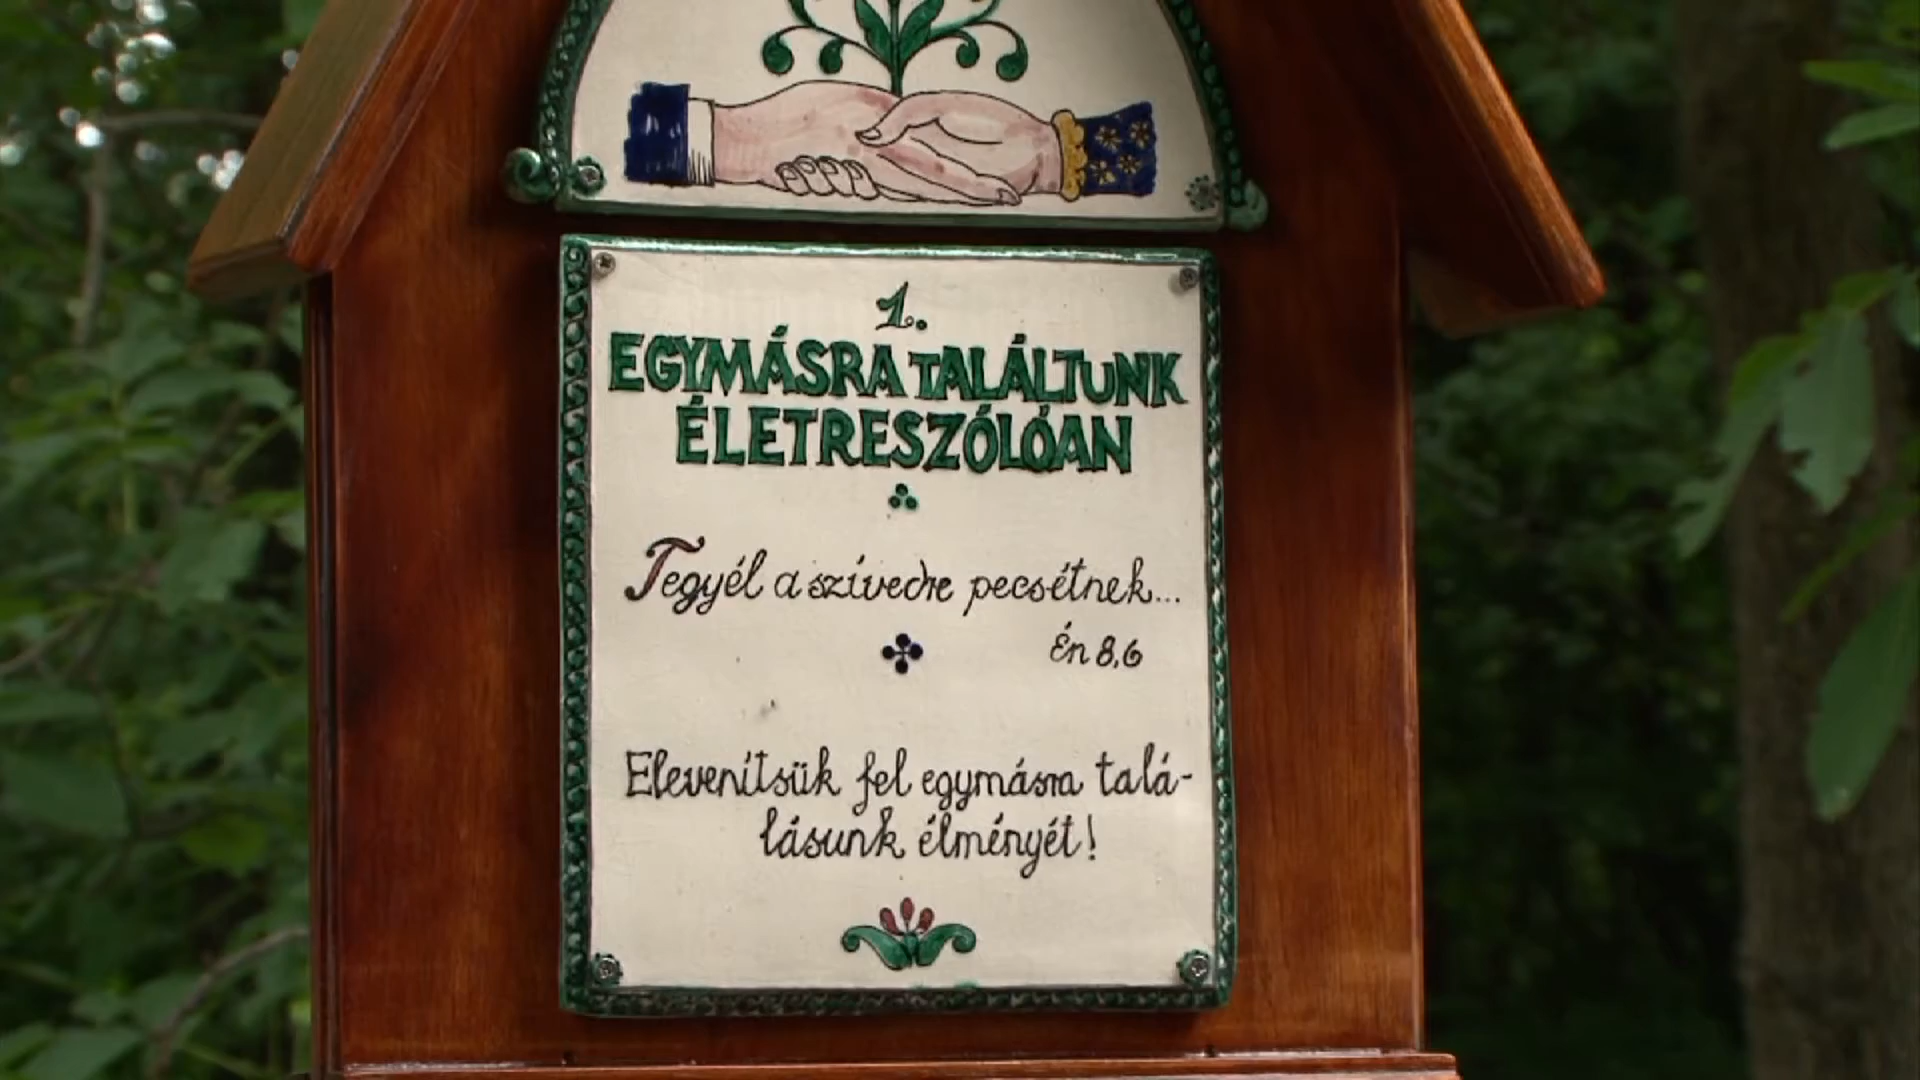 1.
EGYMÁSRA TALÁLTUNK
ÉLETRESZÓLÓAN
Tegyél a szívedre pecsétnek...
Én 8,6
Elevenítsük fel egymásra talá-
lásunk élményét!